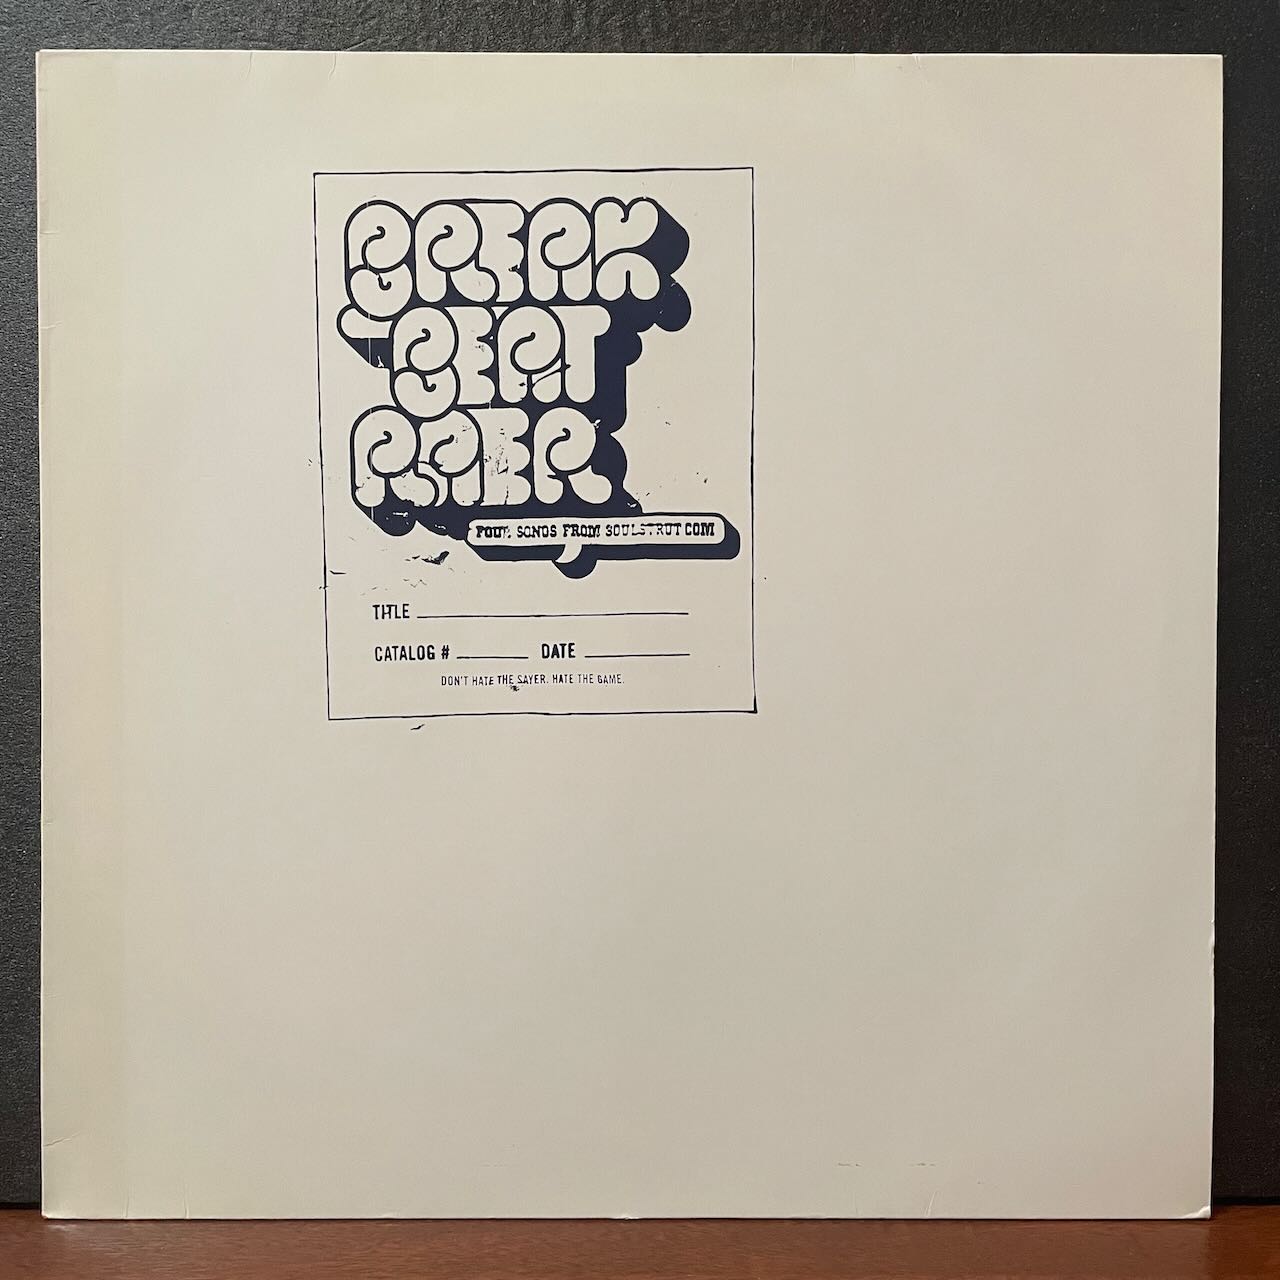 BREAK
-BEAT
RAER
FOUR SONGS FROM SOULSTRUT.COM
TITLE
CATALOG # DATE
DON'T HATE THE SAYER. HATE THE GAME.